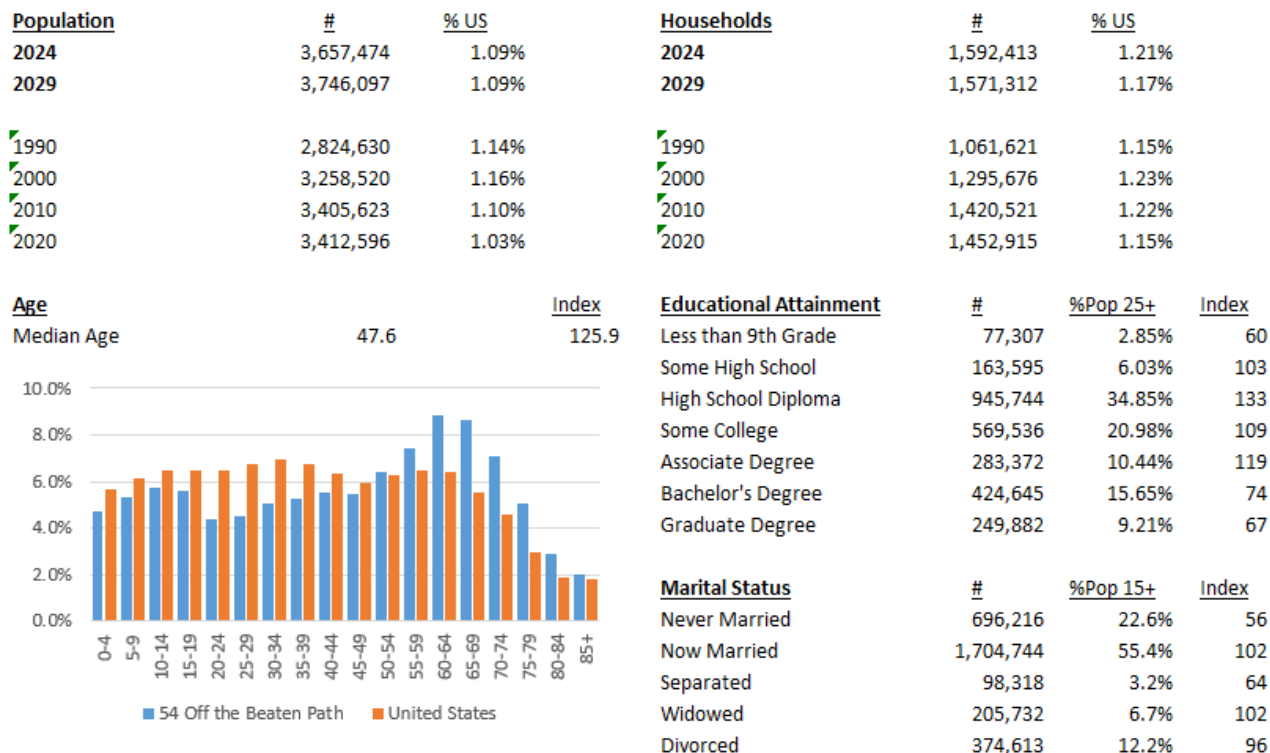 Population # % US
2024 3,657,474 1.09%
2029 3,746,097 1.09%
1990 2,824,630 1.14%
2000 3,258,520 1.16%
2010 3,405,623 1.10%
2020 3,412,596 1.03%
Households # % US
2024 1,592,413 1.21%
2029 1,571,312 1.17%
1990 1,061,621 1.15%
2000 1,295,676 1.23%
2010 1,420,521 1.22%
2020 1,452,915 1.15%
Age Index
Median Age 47.6 125.9
10.0%
8.0%
6.0%
4.0%
2.0%
0.0%
0-4 5-9 10-14 15-19 20-24 25-29 30-34 35-39 40-44 45-49 50-54 55-59 60-64 65-69 70-74 75-79 80-84 85+
54 Off the Beaten Path United States
Educational Attainment # %Pop 25+ Index
Less than 9th Grade 77,307 2.85% 60
Some High School 163,595 6.03% 103
High School Diploma 945,744 34.85% 133
Some College 569,536 20.98% 109
Associate Degree 283,372 10.44% 119
Bachelor's Degree 424,645 15.65% 74
Graduate Degree 249,882 9.21% 67
Marital Status # %Pop 15+ Index
Never Married 696,216 22.6% 56
Now Married 1,704,744 55.4% 102
Separated 98,318 3.2% 64
Widowed 205,732 6.7% 102
Divorced 374,613 12.2% 96